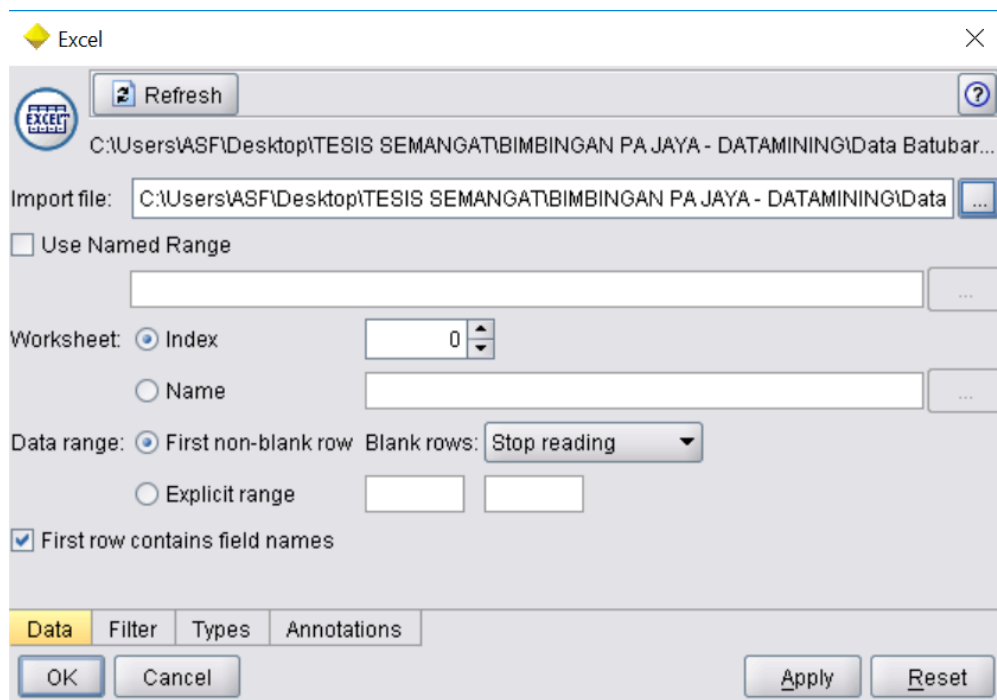 Excel
Refresh
EXCEL
C:\Users\ASF\Desktop\TESIS SEMANGAT\BIMBINGAN PA JAYA - DATAMINING\Data Batubar...
Import file: C:\Users\ASF\Desktop\TESIS SEMANGAT\BIMBINGAN PA JAYA - DATAMINING\Data ...
Use Named Range
...
Worksheet: Index 0
Name ...
Data range: First non-blank row Blank rows: Stop reading
Explicit range
First row contains field names
Data Filter Types Annotations
OK Cancel Apply Reset